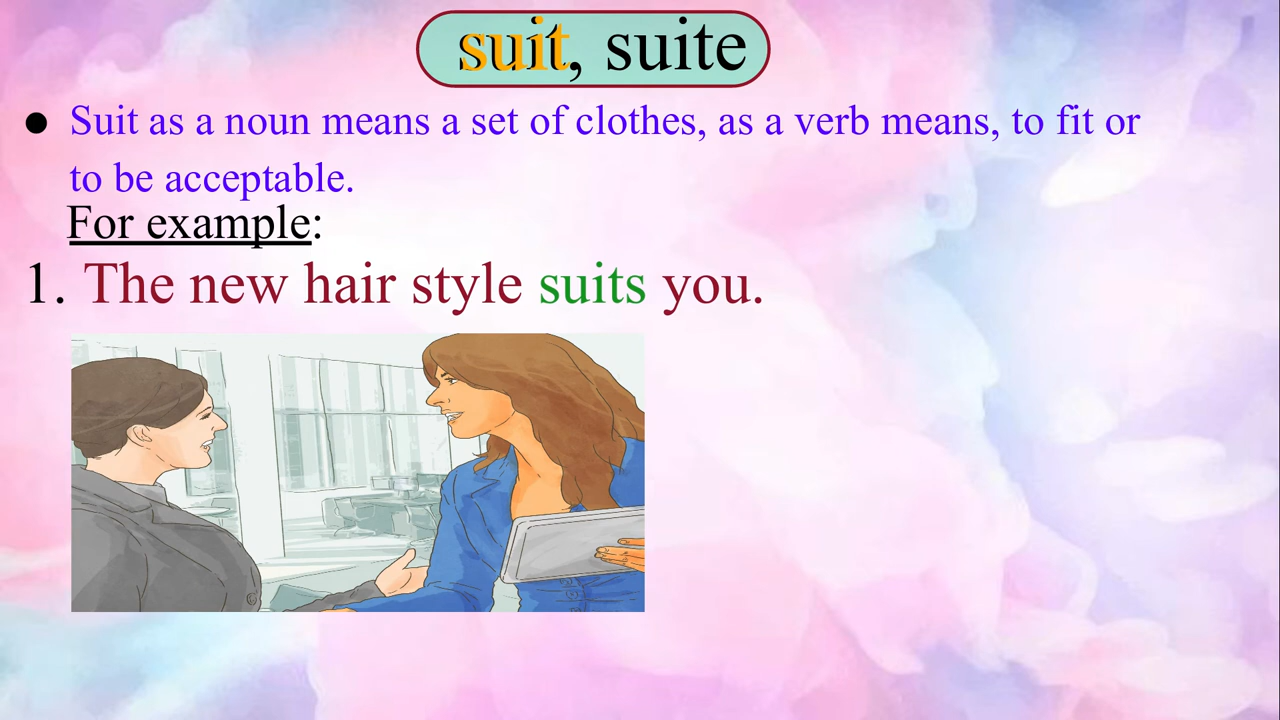 suit, suite
● Suit as a noun means a set of clothes, as a verb means, to fit or
to be acceptable.
For example:
1. The new hair style suits you.